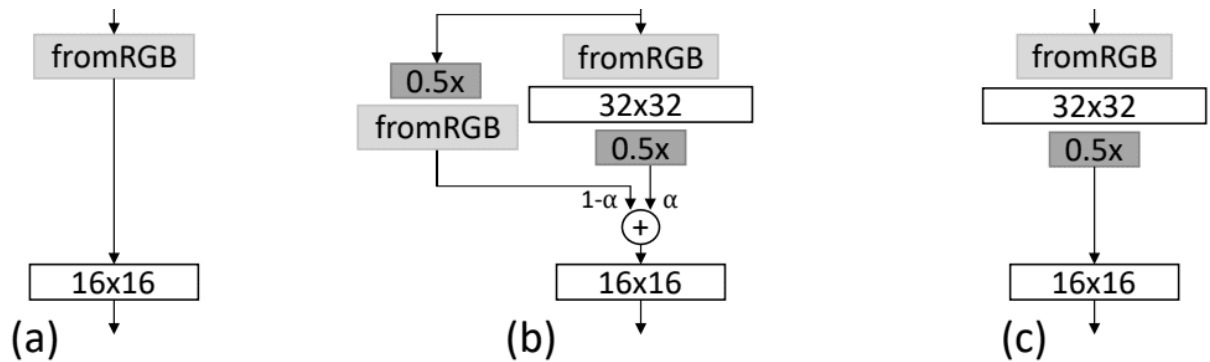 fromRGB
16x16
(a)
0.5x
fromRGB
fromRGB
32x32
0.5x
1-α
α
+
16x16
(b)
fromRGB
32x32
0.5x
16x16
(c)